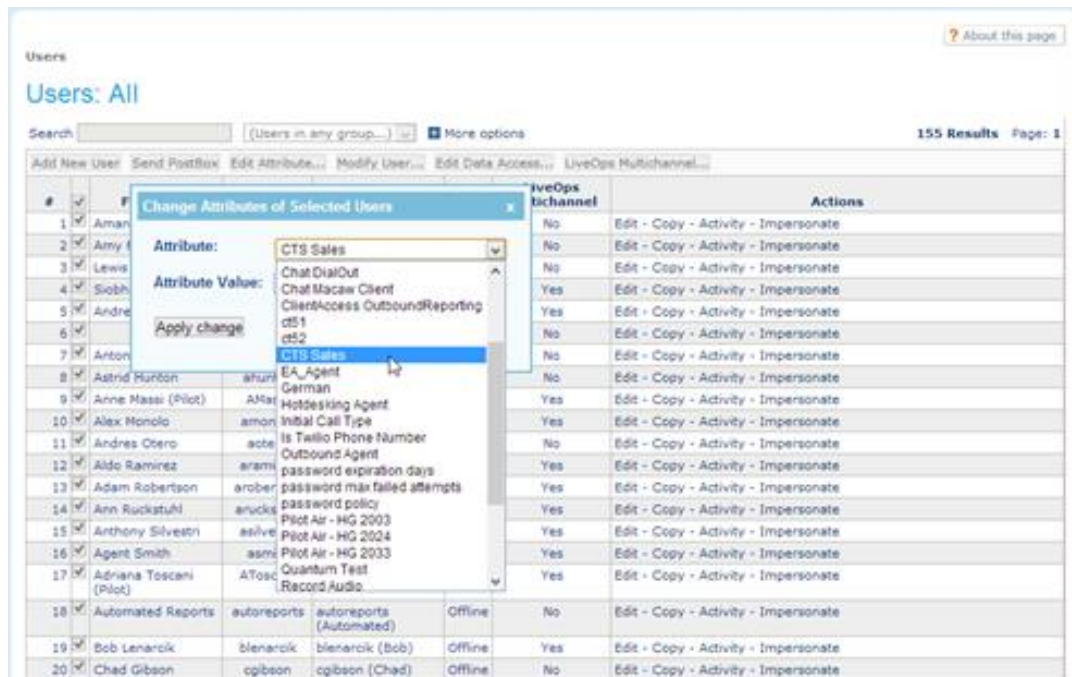 ? About this page
Users
Users: All
Search (Users in any group...) More options 155 Results Page: 1
Add New User Send PostBox Edit Attribute... Modify User... Edit Data Access... LiveOps Multichannel...
# F LiveOps
tichannel Actions
Change Attributes of Selected Users x
Attribute: CTS Sales
Attribute Value:
Apply change
Chat DialOut
Chat Macaw Client
ClientAccess OutboundReporting
ct51
ct52
CTS Sales
EA_Agent
German
Hotdesking Agent
Initial Call Type
Is Twilio Phone Number
Outbound Agent
password expiration days
password max failed attempts
password policy
Pilot Air - HG 2003
Pilot Air - HG 2024
Pilot Air - HG 2033
Quantum Test
Record Audio
1 Aman No Edit - Copy - Activity - Impersonate
2 Amy No Edit - Copy - Activity - Impersonate
3 Lewis No Edit - Copy - Activity - Impersonate
4 Siobh Yes Edit - Copy - Activity - Impersonate
5 Andre Yes Edit - Copy - Activity - Impersonate
6 No Edit - Copy - Activity - Impersonate
7 Anton No Edit - Copy - Activity - Impersonate
8 Astrid Hunton ahun No Edit - Copy - Activity - Impersonate
9 Anne Massi (Pilot) AMas Yes Edit - Copy - Activity - Impersonate
10 Alex Monolo amon Yes Edit - Copy - Activity - Impersonate
11 Andres Otero aote No Edit - Copy - Activity - Impersonate
12 Aldo Ramirez arami Yes Edit - Copy - Activity - Impersonate
13 Adam Robertson arober Yes Edit - Copy - Activity - Impersonate
14 Ann Ruckstuhl arucks Yes Edit - Copy - Activity - Impersonate
15 Anthony Silvestri asilve Yes Edit - Copy - Activity - Impersonate
16 Agent Smith asmi Yes Edit - Copy - Activity - Impersonate
17 Adriana Toscani
(Pilot) ATosc Yes Edit - Copy - Activity - Impersonate
18 Automated Reports autoreports autoreports
(Automated) Offline No Edit - Copy - Activity - Impersonate
19 Bob Lenarcik blenarcik blenarcik (Bob) Offline Yes Edit - Copy - Activity - Impersonate
20 Chad Gibson cgibson cgibson (Chad) Offline No Edit - Copy - Activity - Impersonate